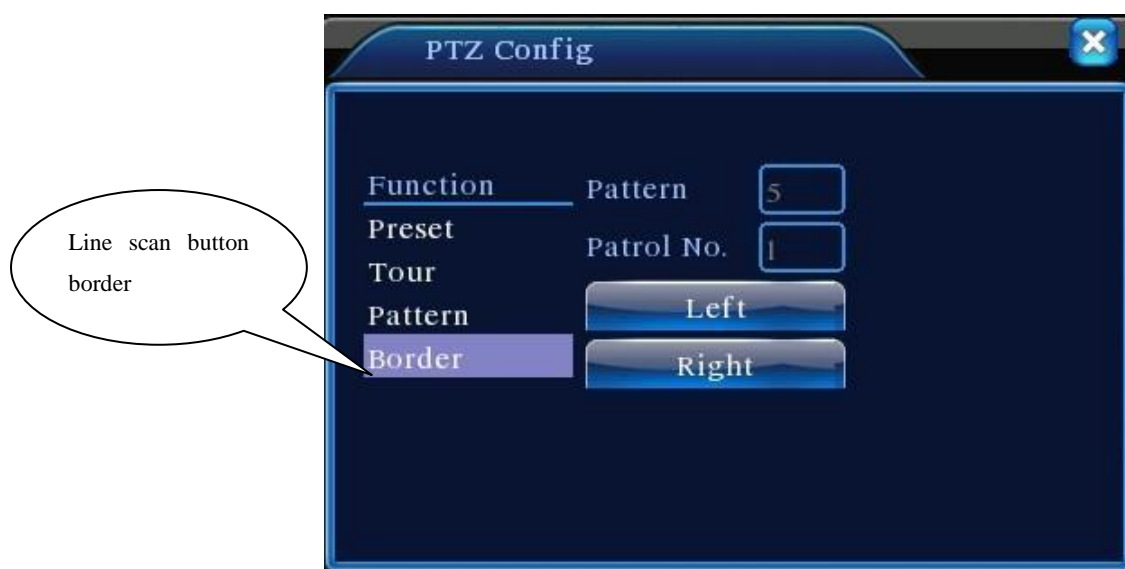 PTZ Config
Line scan button
border
Function
Preset
Tour
Pattern
Border
Pattern 5
Patrol No. 1
Left
Right